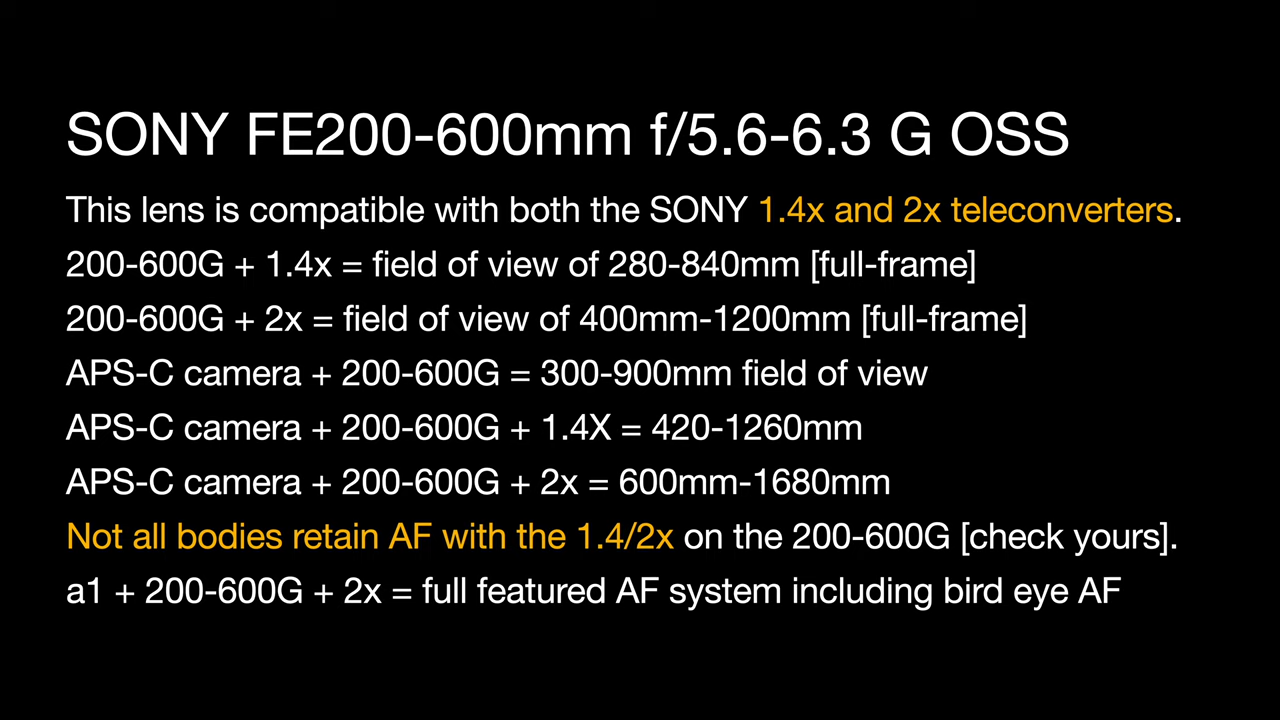 SONY FE200-600mm f/5.6-6.3 G OSS
This lens is compatible with both the SONY 1.4x and 2x teleconverters.
200-600G + 1.4x = field of view of 280-840mm [full-frame]
200-600G + 2x = field of view of 400mm-1200mm [full-frame]
APS-C camera + 200-600G = 300-900mm field of view
APS-C camera + 200-600G + 1.4X = 420-1260mm
APS-C camera + 200-600G + 2x = 600mm-1680mm
Not all bodies retain AF with the 1.4/2x on the 200-600G [check yours].
a1 + 200-600G + 2x = full featured AF system including bird eye AF